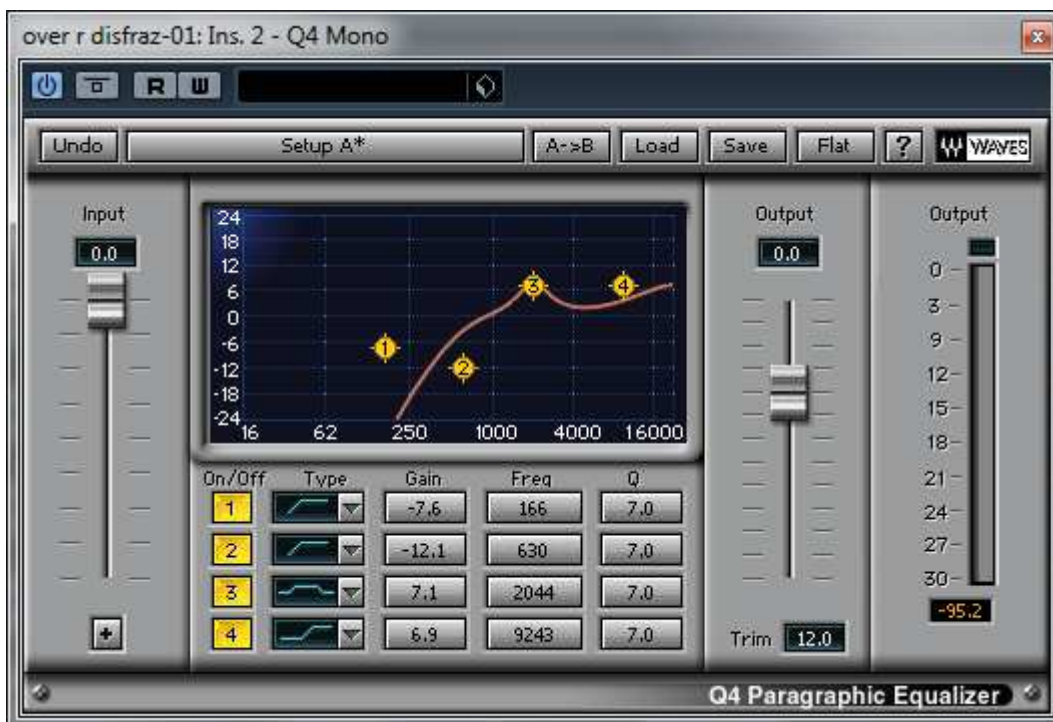 over r disfraz-01: Ins. 2 - Q4 Mono
R W
Undo Setup A* A->B Load Save Flat ? WAVES
Input Output Output
0.0 0.0
24
18
12
6
0
-6
-12
-18
-24
1 2 3 4
16 62 250 1000 4000 16000
0
3
9
12
15
18
21
24
27
30
-95.2
On/Off Type Gain Freq Q
1 -7.6 166 7.0
2 -12.1 630 7.0
3 7.1 2044 7.0
4 6.9 9243 7.0
+
Trim 12.0
Q4 Paragraphic Equalizer